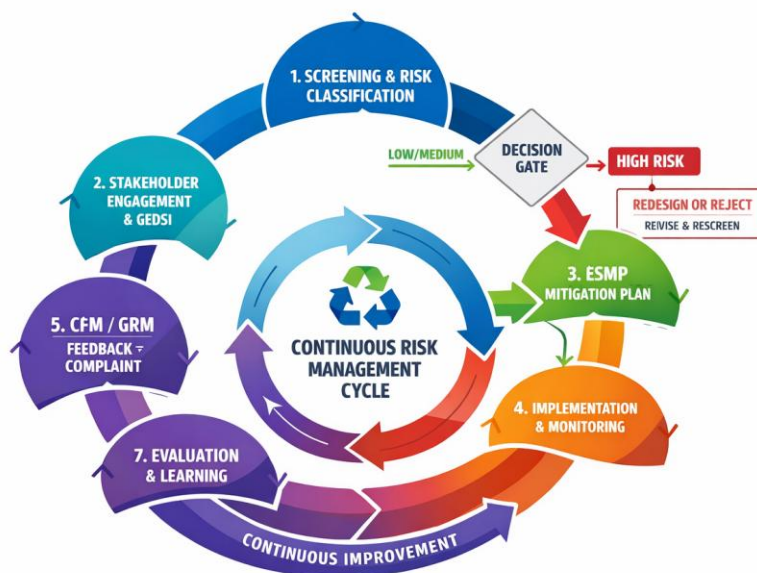 1. SCREENING & RISK
CLASSIFICATION
LOW/MEDIUM
DECISION
GATE
HIGH RISK
REDESIGN OR REJECT
REIVISE & RESCREEN
2. STAKEHOLDER
ENGAGEMENT
& GEDSI
3. ESMP
MITIGATION PLAN
CONTINUOUS RISK
MANAGEMENT
CYCLE
5. CFM / GRM
FEEDBACK =
COMPLAINT
4. IMPLEMENTATION
& MONITORING
7. EVALUATION
& LEARNING
CONTINUOUS IMPROVEMENT